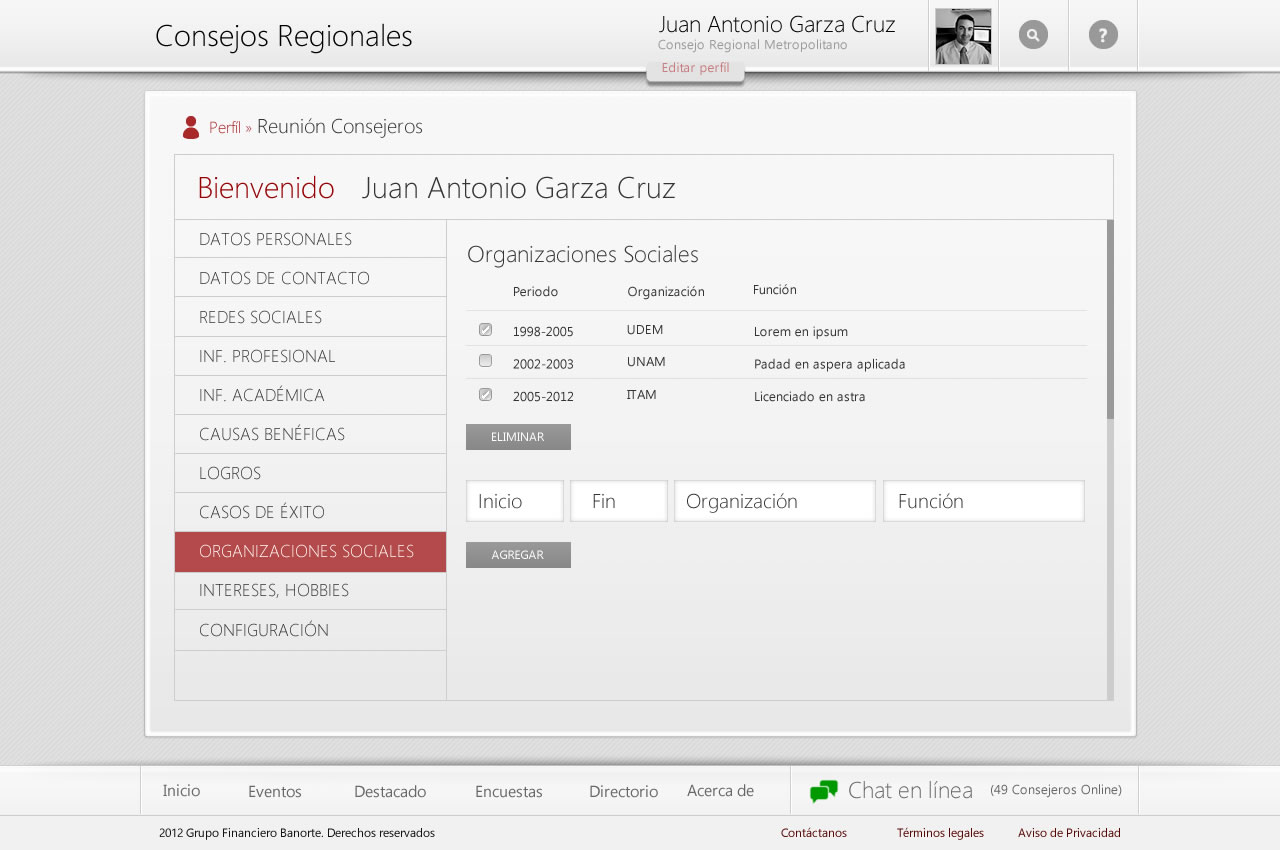 Consejos Regionales
Juan Antonio Garza Cruz
Consejo Regional Metropolitano
Editar perfil
?
Perfil » Reunión Consejeros
Bienvenido Juan Antonio Garza Cruz
DATOS PERSONALES
DATOS DE CONTACTO
REDES SOCIALES
INF. PROFESIONAL
INF. ACADÉMICA
CAUSAS BENÉFICAS
LOGROS
CASOS DE ÉXITO
ORGANIZACIONES SOCIALES
INTERESES, HOBBIES
CONFIGURACIÓN
Organizaciones Sociales
Periodo Organización Función
1998-2005 UDEM Lorem en ipsum
2002-2003 UNAM Padad en aspera aplicada
2005-2012 ITAM Licenciado en astra
ELIMINAR
Inicio Fin Organización Función
AGREGAR
Inicio Eventos Destacado Encuestas Directorio Acerca de Chat en línea (49 Consejeros Online)
2012 Grupo Financiero Banorte. Derechos reservados Contáctanos Términos legales Aviso de Privacidad